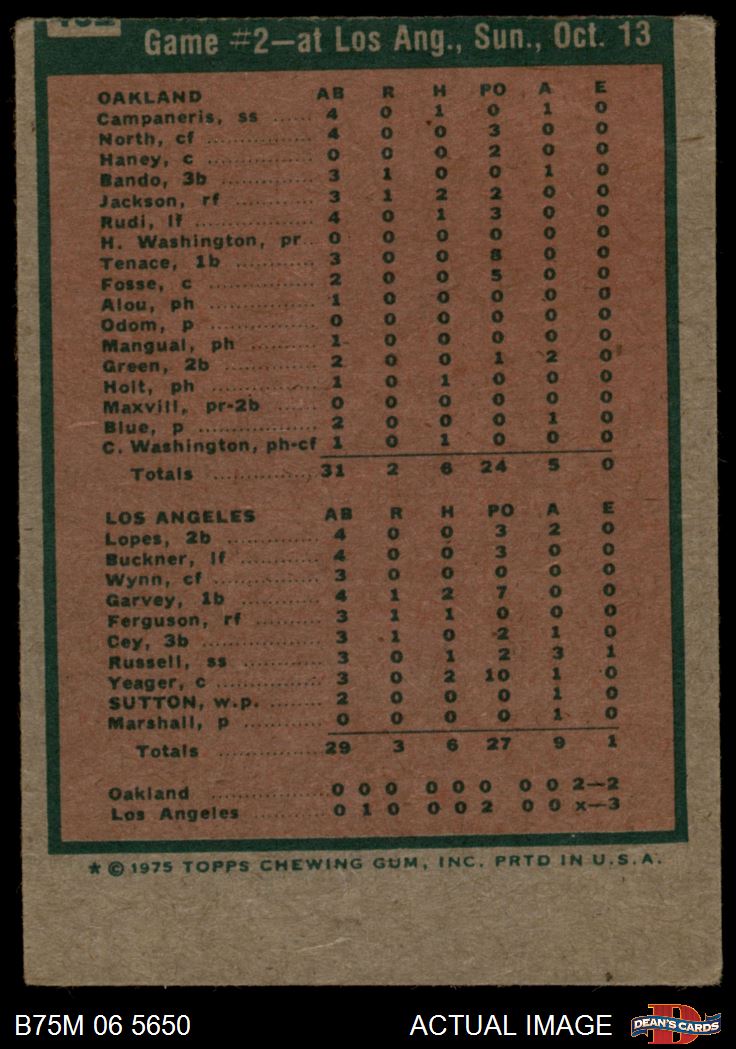 Game #2—at Los Ang., Sun., Oct. 13
OAKLAND AB R H PO A E
Campaneris, ss ...... 4 0 1 0 1 0
North, cf ............... 4 0 0 3 0 0
Haney, c ............... 0 0 0 2 0 0
Bando, 3b ............. 3 1 0 0 1 0
Jackson, rf ............ 3 1 2 2 0 0
Rudi, lf ................. 4 0 1 3 0 0
H. Washington, pr.. 0 0 0 0 0 0
Tenace, 1b ............ 3 0 0 8 0 0
Fosse, c ................ 2 0 0 5 0 0
Alou, ph ................ 1 0 0 0 0 0
Odom, p ................ 0 0 0 0 0 0
Mangual, ph .......... 1 0 0 0 0 0
Green, 2b .............. 2 0 0 1 2 0
Holt, ph ................. 1 0 1 0 0 0
Maxvill, pr-2b ....... 0 0 0 0 0 0
Blue, p .................. 2 0 0 0 1 0
C. Washington, ph-cf 1 0 1 0 0 0
Totals ................ 31 2 6 24 5 0
LOS ANGELES AB R H PO A E
Lopes, 2b .............. 4 0 0 3 2 0
Buckner, lf ............ 4 0 0 3 0 0
Wynn, cf ................ 3 0 0 0 0 0
Garvey, 1b ............. 4 1 2 7 0 0
Ferguson, rf .......... 3 1 1 0 0 0
Cey, 3b ................. 3 1 0 2 1 0
Russell, ss ............ 3 0 1 2 3 1
Yeager, c ............... 3 0 2 10 1 0
SUTTON, w.p. ......... 2 0 0 0 1 0
Marshall, p ............ 0 0 0 0 1 0
Totals ................ 29 3 6 27 9 1
Oakland ................ 0 0 0 0 0 0 0 0 2—2
Los Angeles .......... 0 1 0 0 0 2 0 0 x—3
* © 1975 TOPPS CHEWING GUM, INC. PRTD IN U.S.A.
B75M 06 5650 ACTUAL IMAGE DEAN'S CARDS